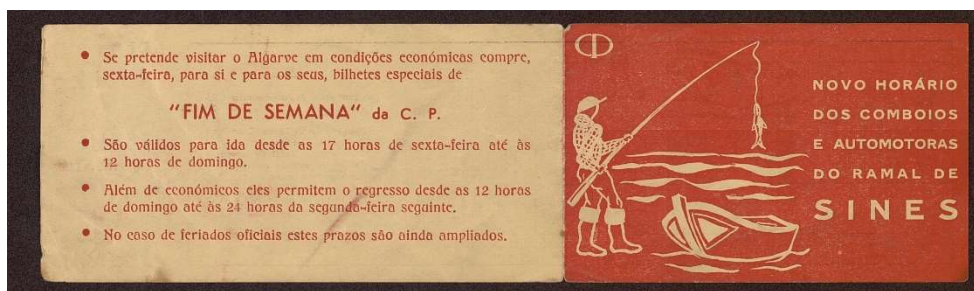 • Se pretende visitar o Algarve em condições económicas compre,
sexta-feira, para si e para os seus, bilhetes especiais de
"FIM DE SEMANA" da C. P.
• São válidos para ida desde as 17 horas de sexta-feira até às
12 horas de domingo.
• Além de económicos eles permitem o regresso desde as 12 horas
de domingo até às 24 horas da segunda-feira seguinte.
• No caso de feriados oficiais estes prazos são ainda ampliados.
CP
NOVO HORÁRIO
DOS COMBOIOS
E AUTOMOTORAS
DO RAMAL DE
SINES